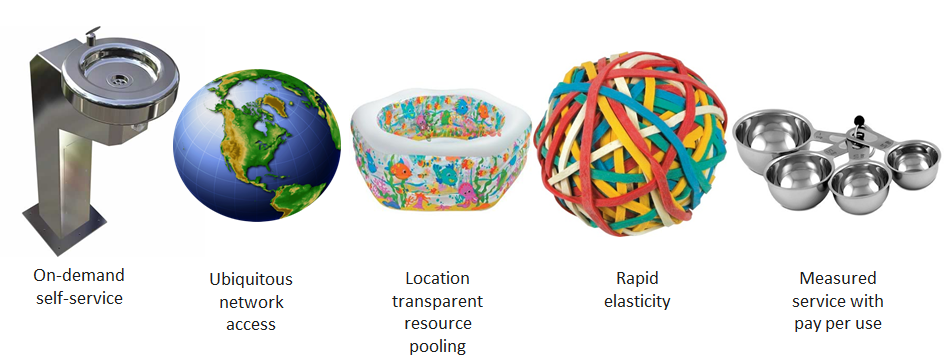 On-demand
self-service
Ubiquitous
network
access
Location
transparent
resource
pooling
Rapid
elasticity
Measured
service with
pay per use